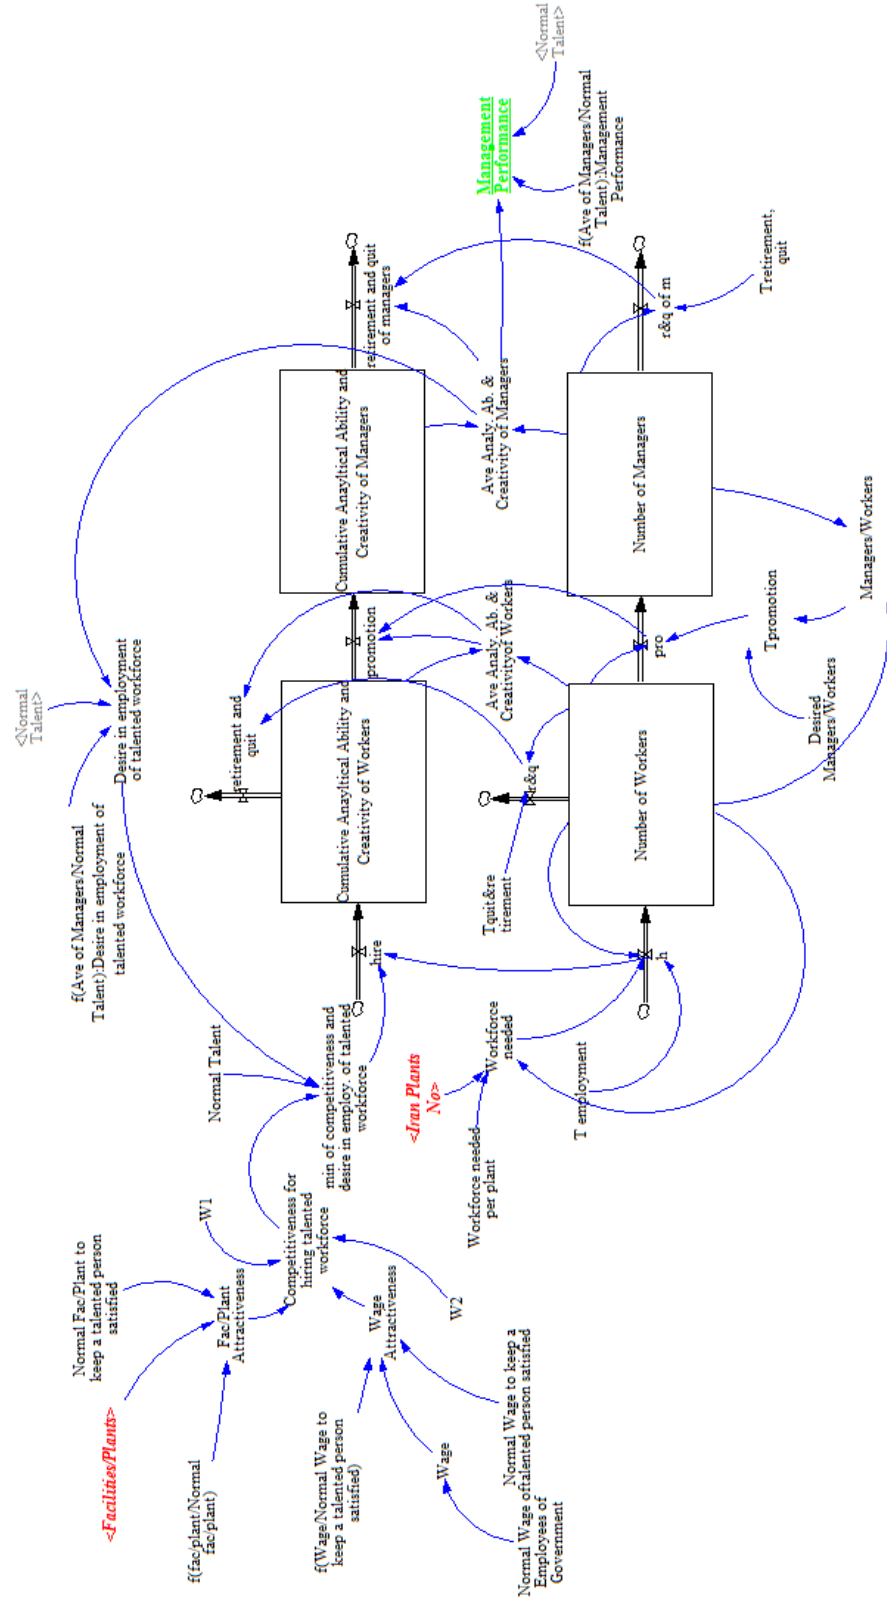 Normal Fac/Plant to
keep a talented person
satisfied
<Facilities/Plants>
f(fac/plant/Normal
fac/plant)
Fac/Plant
Attractiveness
W1
Competitiveness for
hiring talented
workforce
W2
Wage
Attractiveness
f(Wage/Normal Wage to
keep a talented person
satisfied)
Wage
Normal Wage to keep a
talented person satisfied
Normal Wage of
Employees of
Government
f(Ave of Managers/Normal
Talent):Desire in employment of
talented workforce
<Normal
Talent>
Desire in employment
of talented workforce
Normal Talent
min of competitiveness and
desire in employ. of talented
workforce
<Iran Plants
No>
Workforce needed
per plant
Workforce
needed
T employment
hire
h
Cumulative Anayltical Ability and
Creativity of Workers
retirement and
quit
promotion
Cumulative Anayltical Ability and
Creativity of Managers
retirement and quit
of managers
Tquit&re
tirement
r&q
Ave Analy. Ab. &
Creativityof Workers
Ave Analy. Ab. &
Creativity of Managers
Number of Workers
pro
Number of Managers
r&q of m
Tretirement,
quit
Desired
Managers/Workers
Tpromotion
Managers/Workers
Management
Performance
<Normal
Talent>
f(Ave of Managers/Normal
Talent):Management
Performance